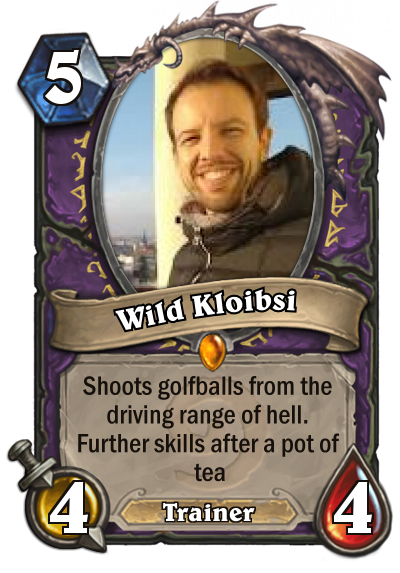 5
Wild Kloibsi
Shoots golfballs from the
driving range of hell.
Further skills after a pot of
tea
4
Trainer
4